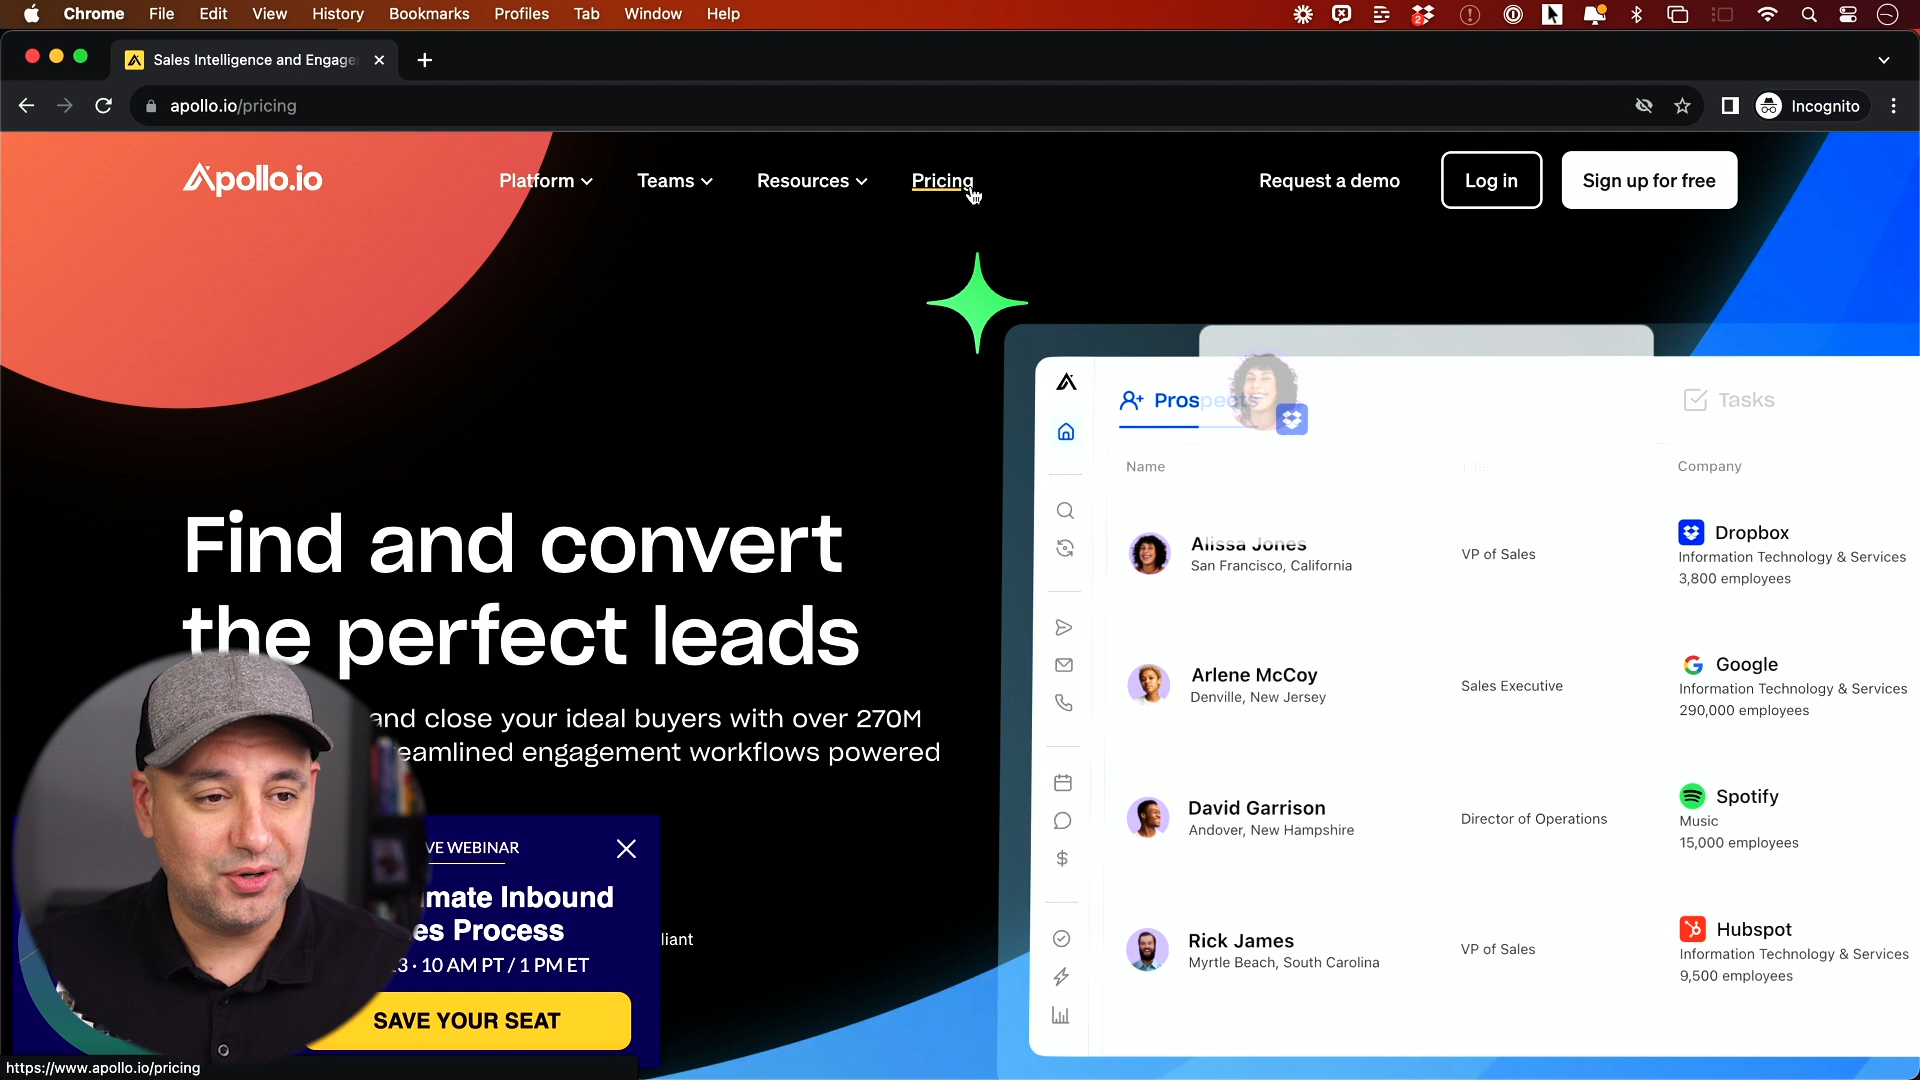 Chrome File Edit View History Bookmarks Profiles Tab Window Help
2
Sales Intelligence and Engage
apollo.io/pricing
Incognito
Apollo.io
Platform
Teams
Resources
Pricing
Request a demo
Log in
Sign up for free
Find and convert
the perfect leads
and close your ideal buyers with over 270M
eamlined engagement workflows powered
VE WEBINAR
mate Inbound
es Process
3 · 10 AM PT / 1 PM ET
SAVE YOUR SEAT
liant
Prospects
Tasks
Name Title Company
Alissa Jones
San Francisco, California
VP of Sales
Dropbox
Information Technology & Services
3,800 employees
Arlene McCoy
Denville, New Jersey
Sales Executive
Google
Information Technology & Services
290,000 employees
David Garrison
Andover, New Hampshire
Director of Operations
Spotify
Music
15,000 employees
Rick James
Myrtle Beach, South Carolina
VP of Sales
Hubspot
Information Technology & Services
9,500 employees
https://www.apollo.io/pricing